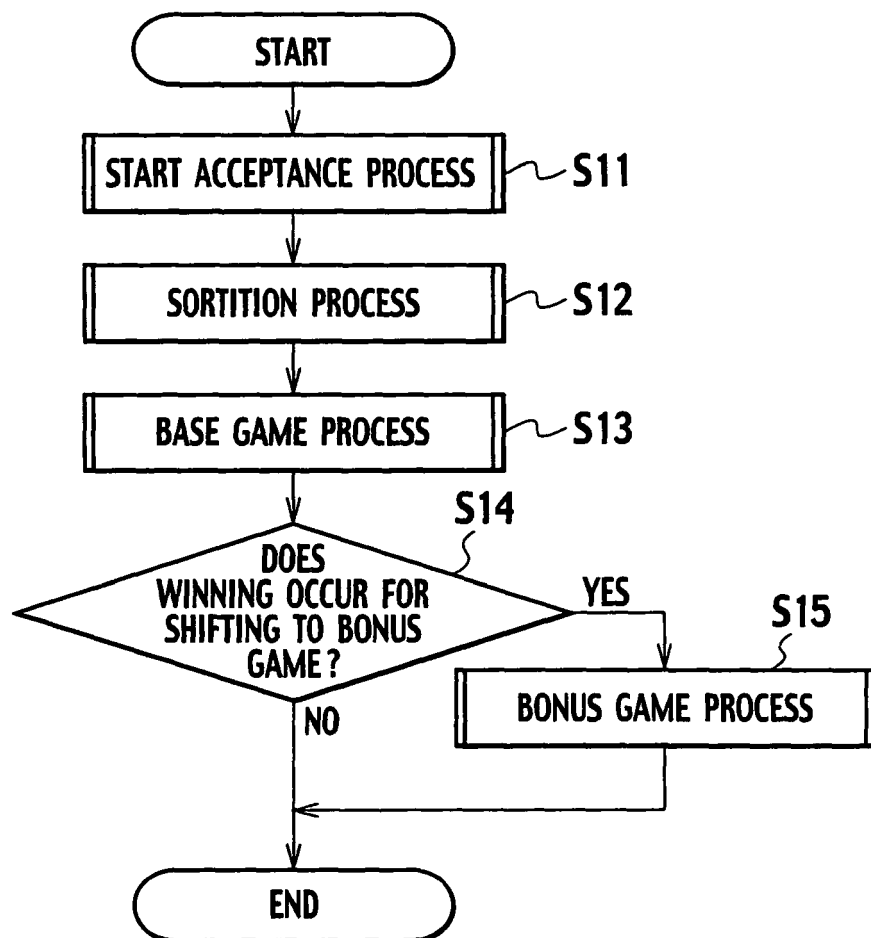 START
START ACCEPTANCE PROCESS
S11
SORTITION PROCESS
S12
BASE GAME PROCESS
S13
S14
DOES
WINNING OCCUR FOR
SHIFTING TO BONUS
GAME?
YES
S15
BONUS GAME PROCESS
NO
END